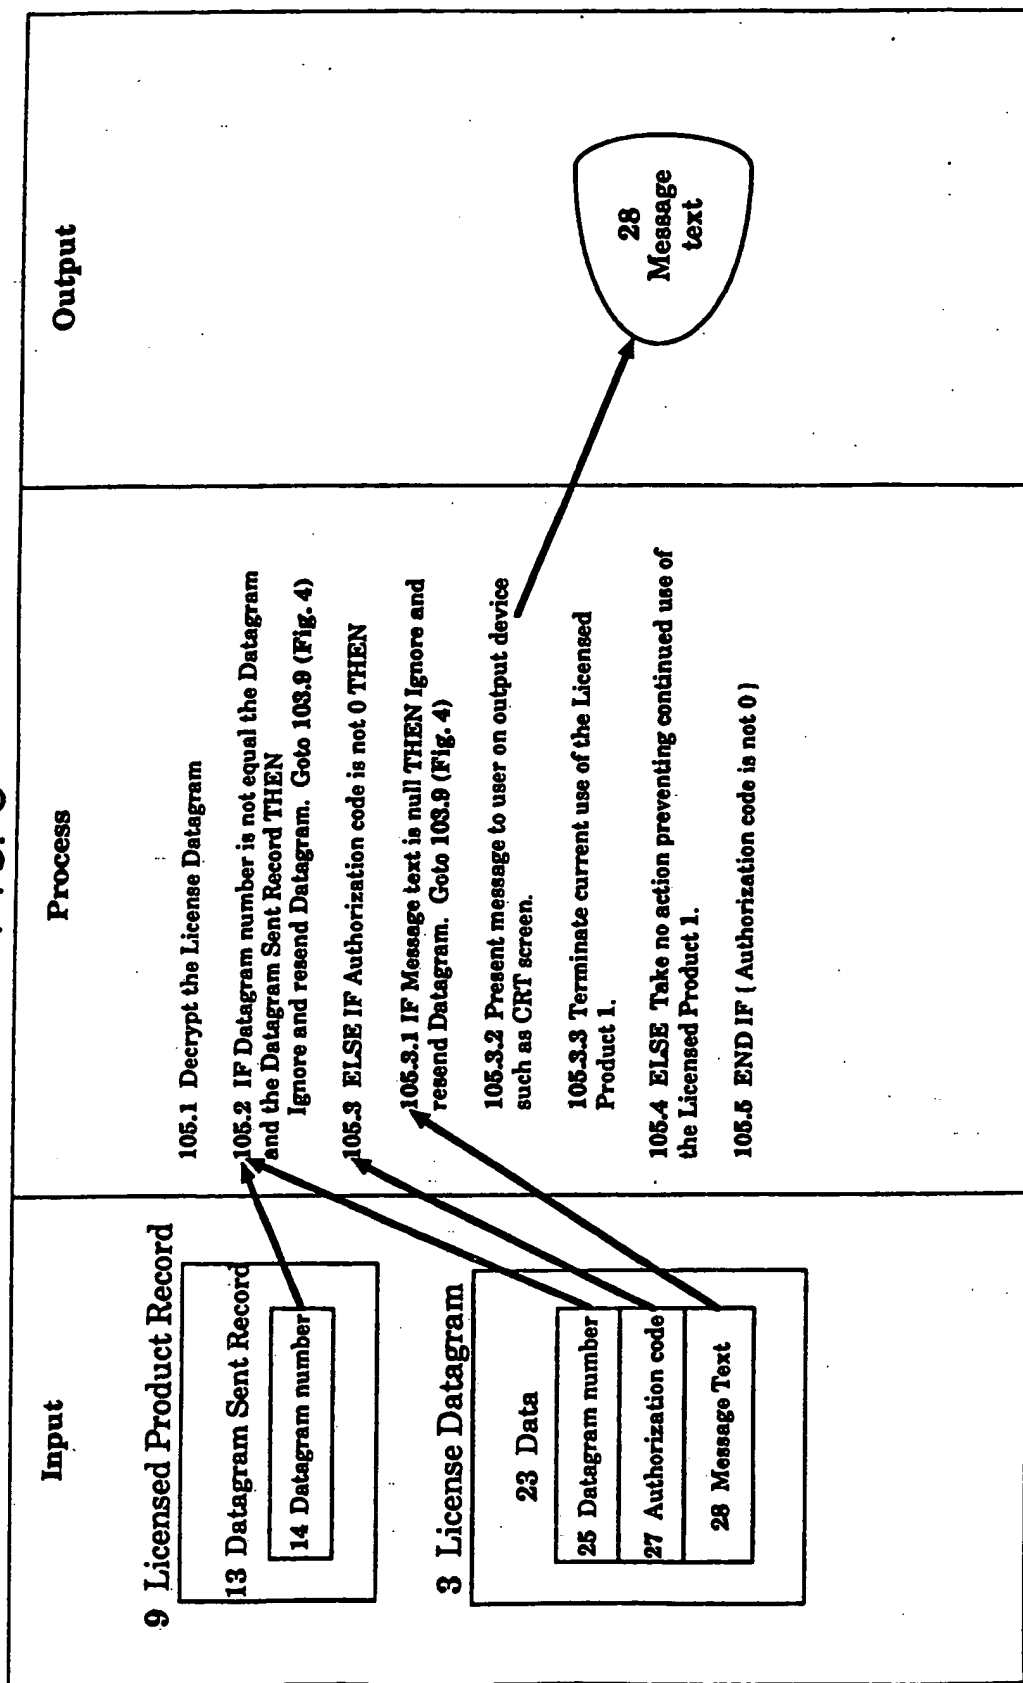 Input
Process
Output
9 Licensed Product Record
13 Datagram Sent Record
14 Datagram number
3 License Datagram
23 Data
25 Datagram number
27 Authorization code
28 Message Text
105.1 Decrypt the License Datagram
105.2 IF Datagram number is not equal the Datagram
and the Datagram Sent Record THEN
Ignore and resend Datagram. Goto 103.9 (Fig. 4)
105.3 ELSE IF Authorization code is not 0 THEN
105.3.1 IF Message text is null THEN Ignore and
resend Datagram. Goto 103.9 (Fig. 4)
105.3.2 Present message to user on output device
such as CRT screen.
105.3.3 Terminate current use of the Licensed
Product 1.
105.4 ELSE Take no action preventing continued use of
the Licensed Product 1.
105.5 END IF { Authorization code is not 0 }
28
Message
text